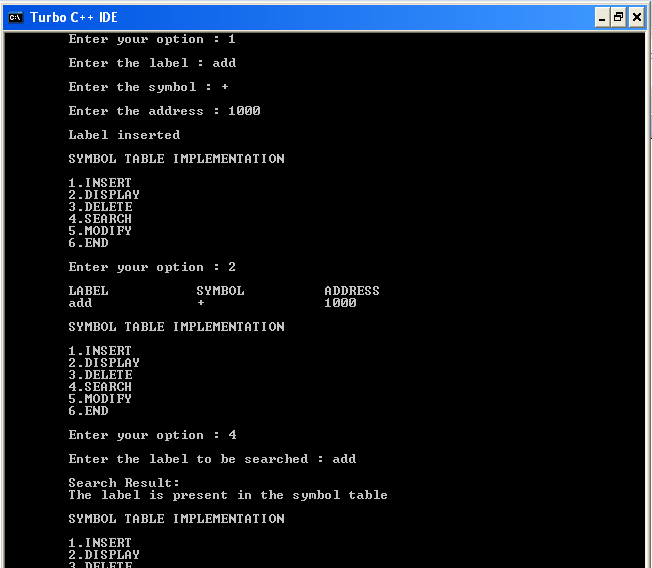 Turbo C++ IDE
Enter your option : 1
Enter the label : add
Enter the symbol : +
Enter the address : 1000
Label inserted
SYMBOL TABLE IMPLEMENTATION
1.INSERT
2.DISPLAY
3.DELETE
4.SEARCH
5.MODIFY
6.END
Enter your option : 2
LABEL SYMBOL ADDRESS
add + 1000
SYMBOL TABLE IMPLEMENTATION
1.INSERT
2.DISPLAY
3.DELETE
4.SEARCH
5.MODIFY
6.END
Enter your option : 4
Enter the label to be searched : add
Search Result:
The label is present in the symbol table
SYMBOL TABLE IMPLEMENTATION
1.INSERT
2.DISPLAY
3.DELETE